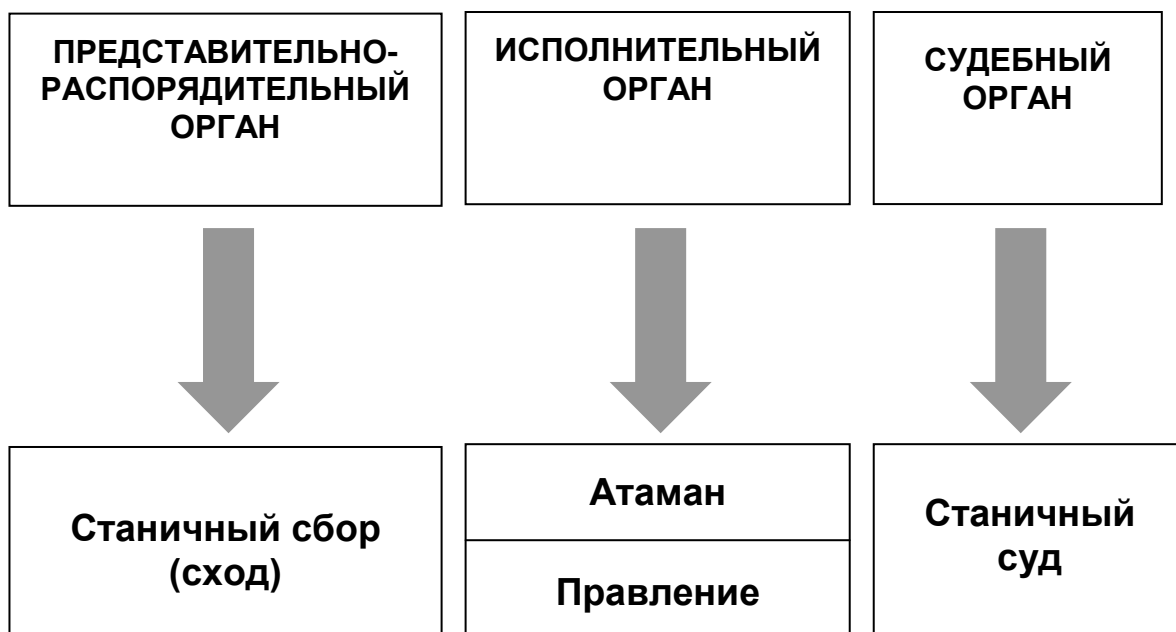 ПРЕДСТАВИТЕЛЬНО-
РАСПОРЯДИТЕЛЬНЫЙ
ОРГАН
ИСПОЛНИТЕЛЬНЫЙ
ОРГАН
СУДЕБНЫЙ
ОРГАН
Станичный сбор
(сход)
Атаман
Правление
Станичный
суд